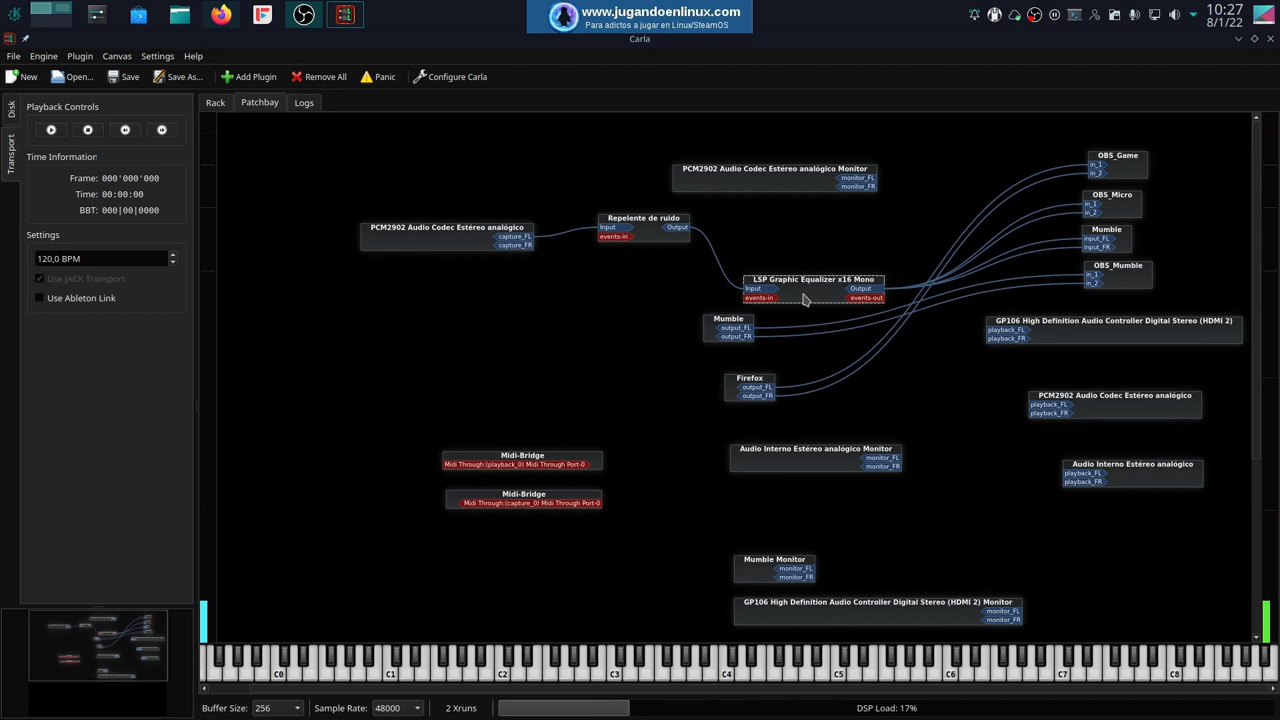 www.jugandoenlinux.com
Para adictos a jugar en Linux/SteamOS
10:27
8/1/22
Carla
File Engine Plugin Canvas Settings Help
New Open... Save Save As... Add Plugin Remove All Panic Configure Carla
Disk
Transport
Playback Controls
Time Information
Frame: 000'000'000
Time: 00:00:00
BBT: 000|00|0000
Settings
120,0 BPM
Use JACK Transport
Use Ableton Link
Rack Patchbay Logs
PCM2902 Audio Codec Estéreo analógico Monitor
monitor_FL
monitor_FR
OBS_Game
in_1
in_2
PCM2902 Audio Codec Estéreo analógico
capture_FL
capture_FR
Repelente de ruido
Input Output
events-in
OBS_Micro
in_1
in_2
Mumble
input_FL
input_FR
LSP Graphic Equalizer x16 Mono
Input Output
events-in events-out
OBS_Mumble
in_1
in_2
Mumble
output_FL
output_FR
GP106 High Definition Audio Controller Digital Stereo (HDMI 2)
playback_FL
playback_FR
Firefox
output_FL
output_FR
PCM2902 Audio Codec Estéreo analógico
playback_FL
playback_FR
Midi-Bridge
Midi Through:(playback_0) Midi Through Port-0
Audio Interno Estéreo analógico Monitor
monitor_FL
monitor_FR
Audio Interno Estéreo analógico
playback_FL
playback_FR
Midi-Bridge
Midi Through:(capture_0) Midi Through Port-0
Mumble Monitor
monitor_FL
monitor_FR
GP106 High Definition Audio Controller Digital Stereo (HDMI 2) Monitor
monitor_FL
monitor_FR
C0 C1 C2 C3 C4 C5 C6 C7 C8
Buffer Size: 256 Sample Rate: 48000 2 Xruns DSP Load: 17%